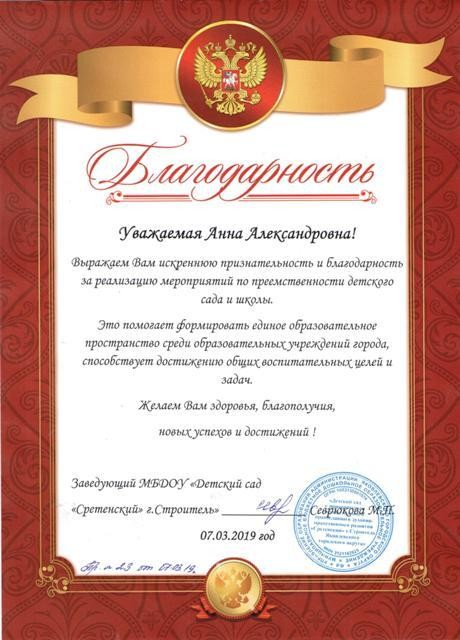 Благодарность
Уважаемая Анна Александровна!
Выражаем Вам искреннюю признательность и благодарность
за реализацию мероприятий по преемственности детского
сада и школы.
Это помогает формировать единое образовательное
пространство среди образовательных учреждений города,
способствует достижению общих воспитательных целей и
задач.
Желаем Вам здоровья, благополучия,
новых успехов и достижений !
Заведующий МБДОУ «Детский сад
«Сретенский» г.Строитель» Севрюкова М.П.
07.03.2019 год
Пр. № 23 от 07.03.19г.